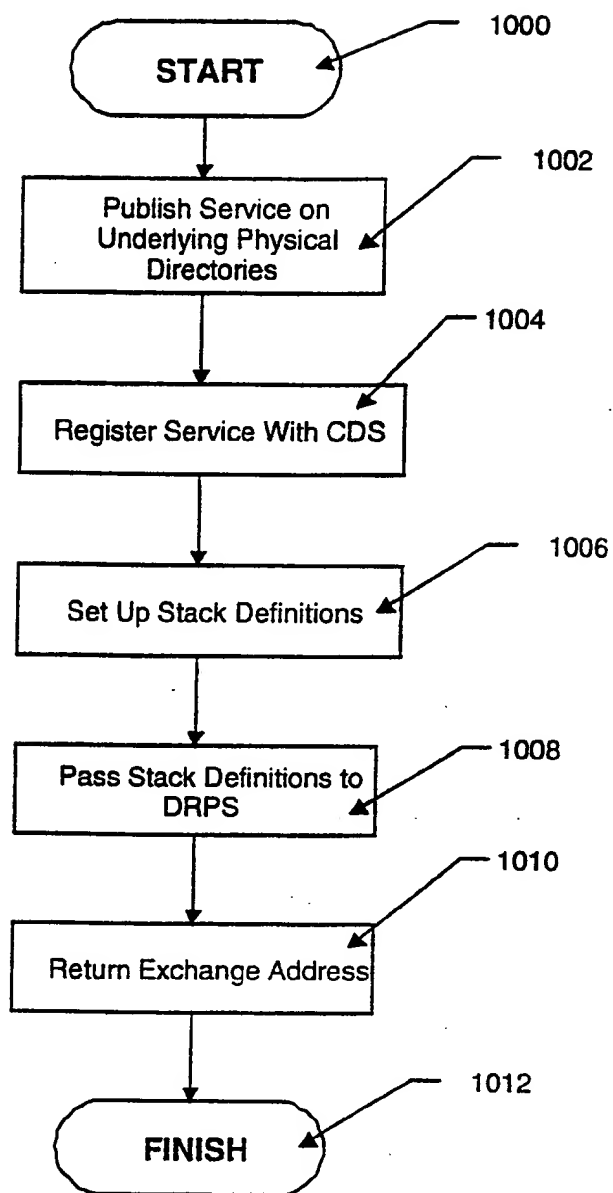 1000
START
1002
Publish Service on
Underlying Physical
Directories
1004
Register Service With CDS
1006
Set Up Stack Definitions
1008
Pass Stack Definitions to
DRPS
1010
Return Exchange Address
1012
FINISH